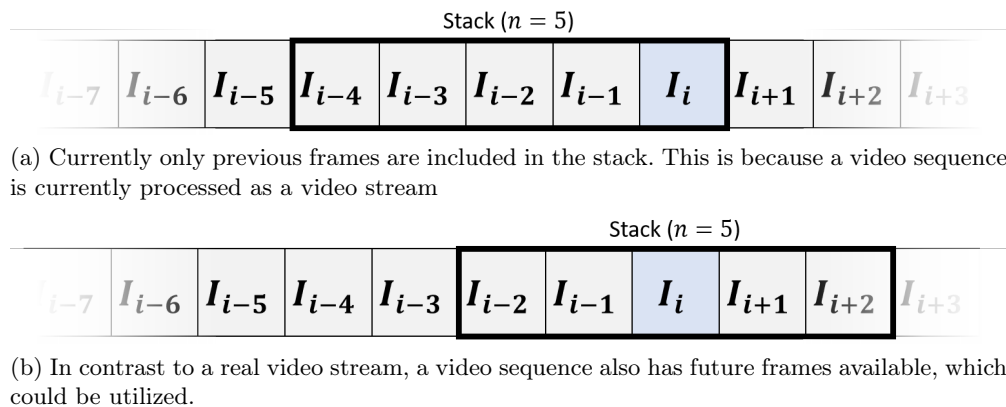 Stack (n = 5)
I_{i−7} I_{i−6} I_{i−5} I_{i−4} I_{i−3} I_{i−2} I_{i−1} I_i I_{i+1} I_{i+2} I_{i+3}
(a) Currently only previous frames are included in the stack. This is because a video sequence
is currently processed as a video stream
Stack (n = 5)
I_{i−7} I_{i−6} I_{i−5} I_{i−4} I_{i−3} I_{i−2} I_{i−1} I_i I_{i+1} I_{i+2} I_{i+3}
(b) In contrast to a real video stream, a video sequence also has future frames available, which
could be utilized.